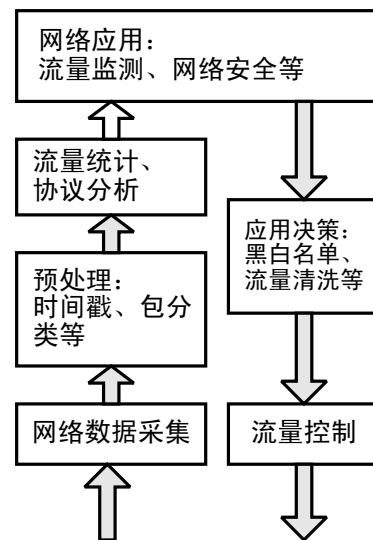 网络应用：
流量监测、网络安全等
流量统计、
协议分析
预处理：
时间戳、包分
类等
网络数据采集
应用决策：
黑白名单、
流量清洗等
流量控制